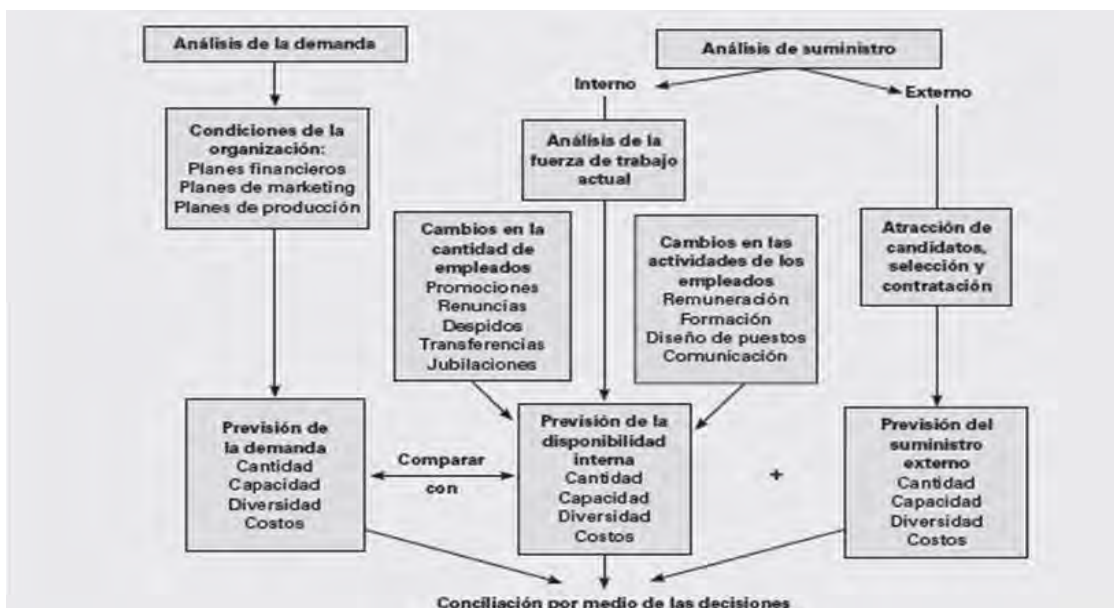 Análisis de la demanda
Análisis de suministro
Interno
Externo
Condiciones de la
organización:
Planes financieros
Planes de marketing
Planes de producción
Análisis de la
fuerza de trabajo
actual
Cambios en la
cantidad de
empleados
Promociones
Renuncias
Despidos
Transferencias
Jubilaciones
Cambios en las
actividades de los
empleados
Remuneración
Formación
Diseño de puestos
Comunicación
Atracción de
candidatos,
selección y
contratación
Previsión de
la demanda
Cantidad
Capacidad
Diversidad
Costos
Comparar
con
Previsión de la
disponibilidad
interna
Cantidad
Capacidad
Diversidad
Costos
+
Previsión del
suministro
externo
Cantidad
Capacidad
Diversidad
Costos
Conciliación por medio de las decisiones